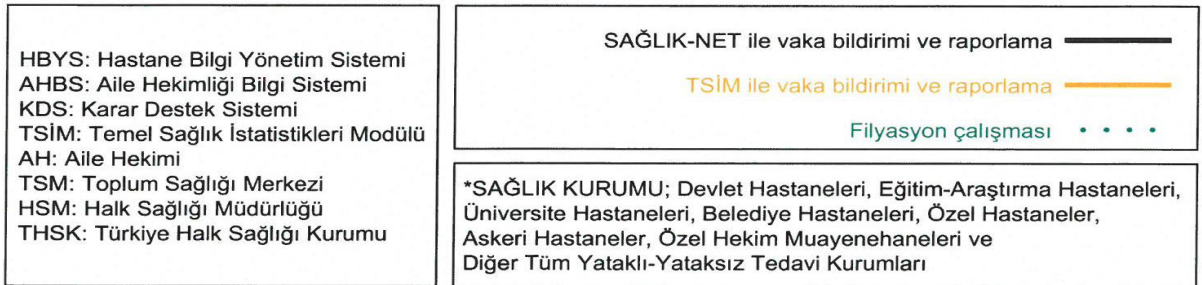 HBYS: Hastane Bilgi Yönetim Sistemi
AHBS: Aile Hekimliği Bilgi Sistemi
KDS: Karar Destek Sistemi
TSİM: Temel Sağlık İstatistikleri Modülü
AH: Aile Hekimi
TSM: Toplum Sağlığı Merkezi
HSM: Halk Sağlığı Müdürlüğü
THSK: Türkiye Halk Sağlığı Kurumu
SAĞLIK-NET ile vaka bildirimi ve raporlama
TSİM ile vaka bildirimi ve raporlama
Filyasyon çalışması
*SAĞLIK KURUMU; Devlet Hastaneleri, Eğitim-Araştırma Hastaneleri,
Üniversite Hastaneleri, Belediye Hastaneleri, Özel Hastaneler,
Askeri Hastaneler, Özel Hekim Muayenehaneleri ve
Diğer Tüm Yataklı-Yataksız Tedavi Kurumları